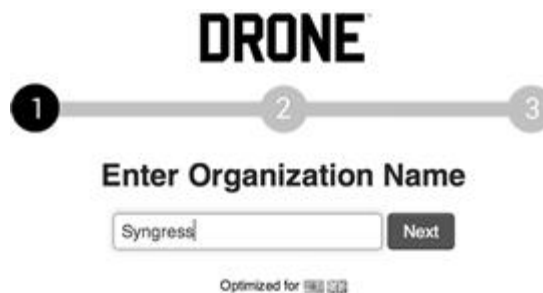 DRONE
1 2 3
Enter Organization Name
Syngress Next
Optimized for